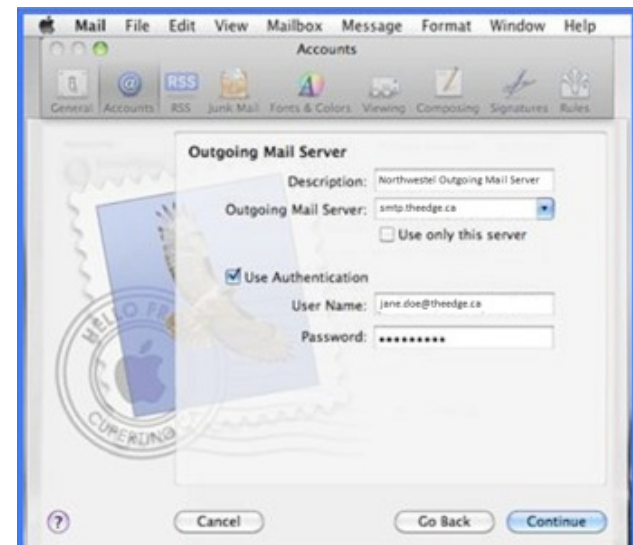 Mail File Edit View Mailbox Message Format Window Help
Accounts
General Accounts RSS Junk Mail Fonts & Colors Viewing Composing Signatures Rules
Outgoing Mail Server
Description: Northwestel Outgoing Mail Server
Outgoing Mail Server: smtp.theedge.ca
Use only this server
Use Authentication
User Name: jane.doe@theedge.ca
Password: •••••••••
HELLO FR
CUPERTINO
? Cancel Go Back Continue